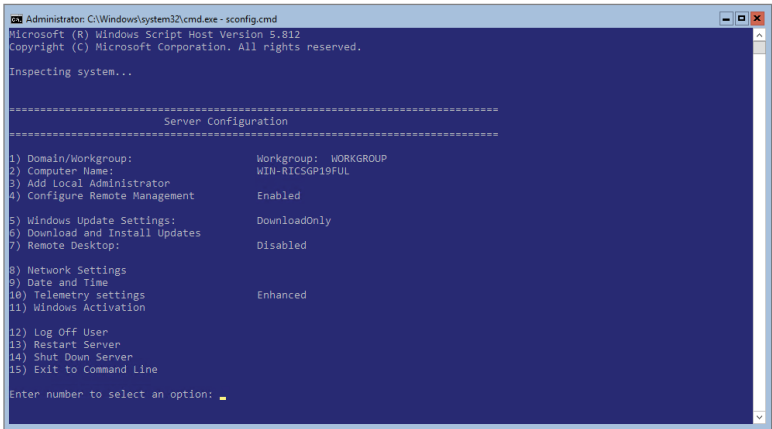 Administrator: C:\Windows\system32\cmd.exe - sconfig.cmd
Microsoft (R) Windows Script Host Version 5.812
Copyright (C) Microsoft Corporation. All rights reserved.
Inspecting system...
===============================================================================
Server Configuration
===============================================================================
1) Domain/Workgroup: Workgroup: WORKGROUP
2) Computer Name: WIN-RICSGP19FUL
3) Add Local Administrator
4) Configure Remote Management Enabled
5) Windows Update Settings: DownloadOnly
6) Download and Install Updates
7) Remote Desktop: Disabled
8) Network Settings
9) Date and Time
10) Telemetry settings Enhanced
11) Windows Activation
12) Log Off User
13) Restart Server
14) Shut Down Server
15) Exit to Command Line
Enter number to select an option: